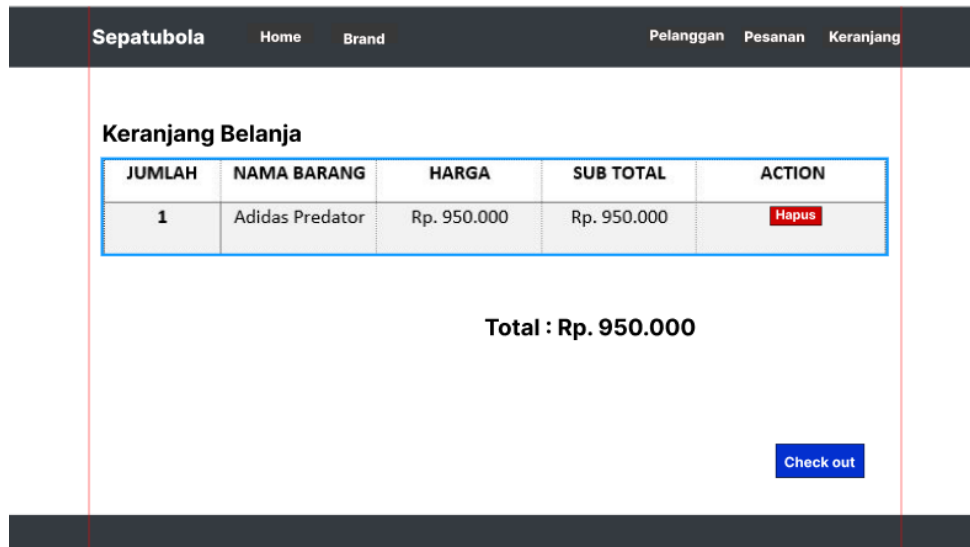 Sepatubola Home Brand Pelanggan Pesanan Keranjang
Keranjang Belanja
JUMLAH NAMA BARANG HARGA SUB TOTAL ACTION
1 Adidas Predator Rp. 950.000 Rp. 950.000 Hapus
Total : Rp. 950.000
Check out